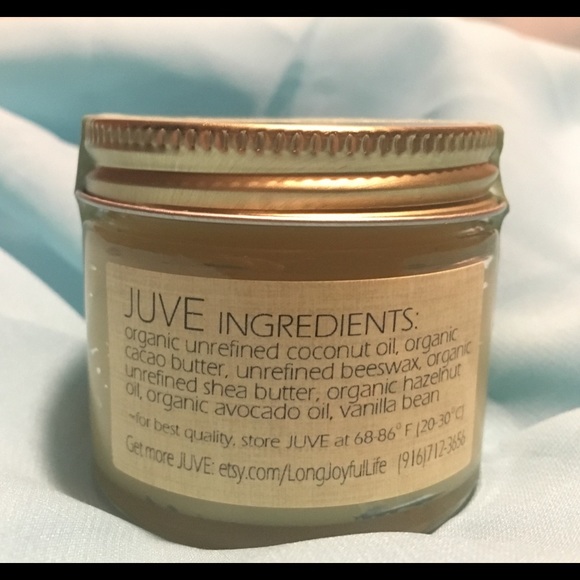 JUVE INGREDIENTS:
organic unrefined coconut oil, organic
cacao butter, unrefined beeswax, organic
unrefined shea butter, organic hazelnut
oil, organic avocado oil, vanilla bean
~for best quality, store JUVE at 68-86° F (20-30°C)
Get more JUVE: etsy.com/LongJoyfulLife (916)712-3656